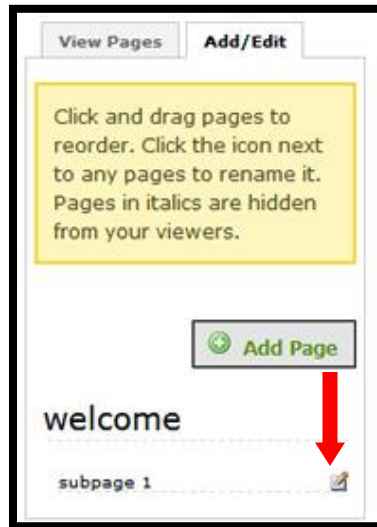 View Pages
Add/Edit
Click and drag pages to
reorder. Click the icon next
to any pages to rename it.
Pages in italics are hidden
from your viewers.
Add Page
welcome
subpage 1